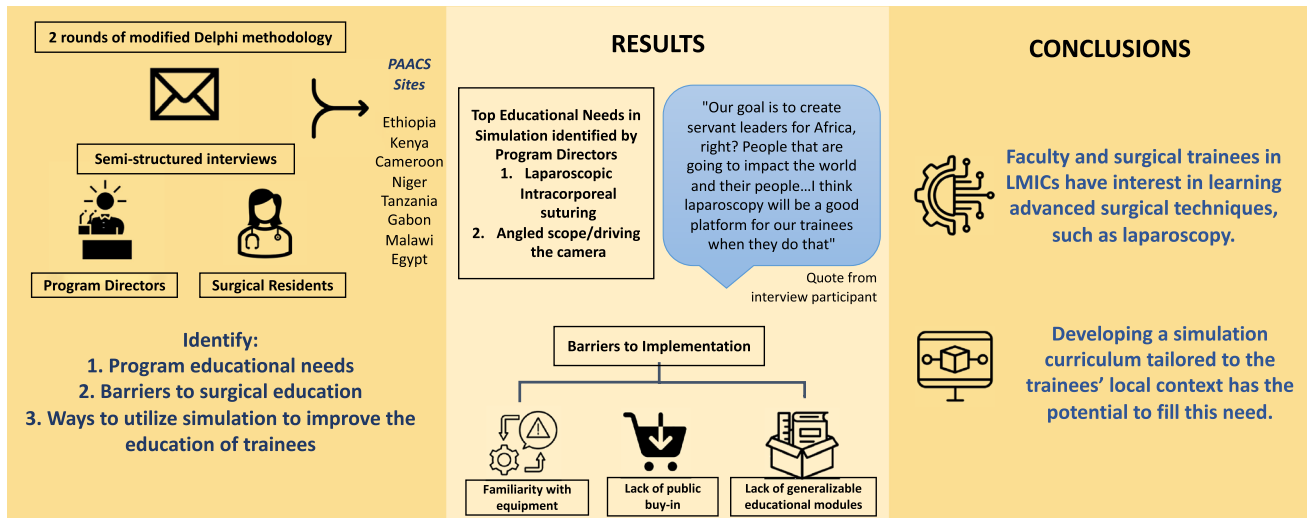 2 rounds of modified Delphi methodology
Semi-structured interviews
Program Directors
Surgical Residents
PAACS
Sites
Ethiopia
Kenya
Cameroon
Niger
Tanzania
Gabon
Malawi
Egypt
Identify:
1. Program educational needs
2. Barriers to surgical education
3. Ways to utilize simulation to improve the
education of trainees
RESULTS
Top Educational Needs in
Simulation identified by
Program Directors
1. Laparoscopic
Intracorporeal
suturing
2. Angled scope/driving
the camera
"Our goal is to create
servant leaders for Africa,
right? People that are
going to impact the world
and their people...I think
laparoscopy will be a good
platform for our trainees
when they do that"
Quote from
interview participant
Barriers to Implementation
Familiarity with
equipment
Lack of public
buy-in
Lack of generalizable
educational modules
CONCLUSIONS
Faculty and surgical trainees in
LMICs have interest in learning
advanced surgical techniques,
such as laparoscopy.
Developing a simulation
curriculum tailored to the
trainees’ local context has the
potential to fill this need.